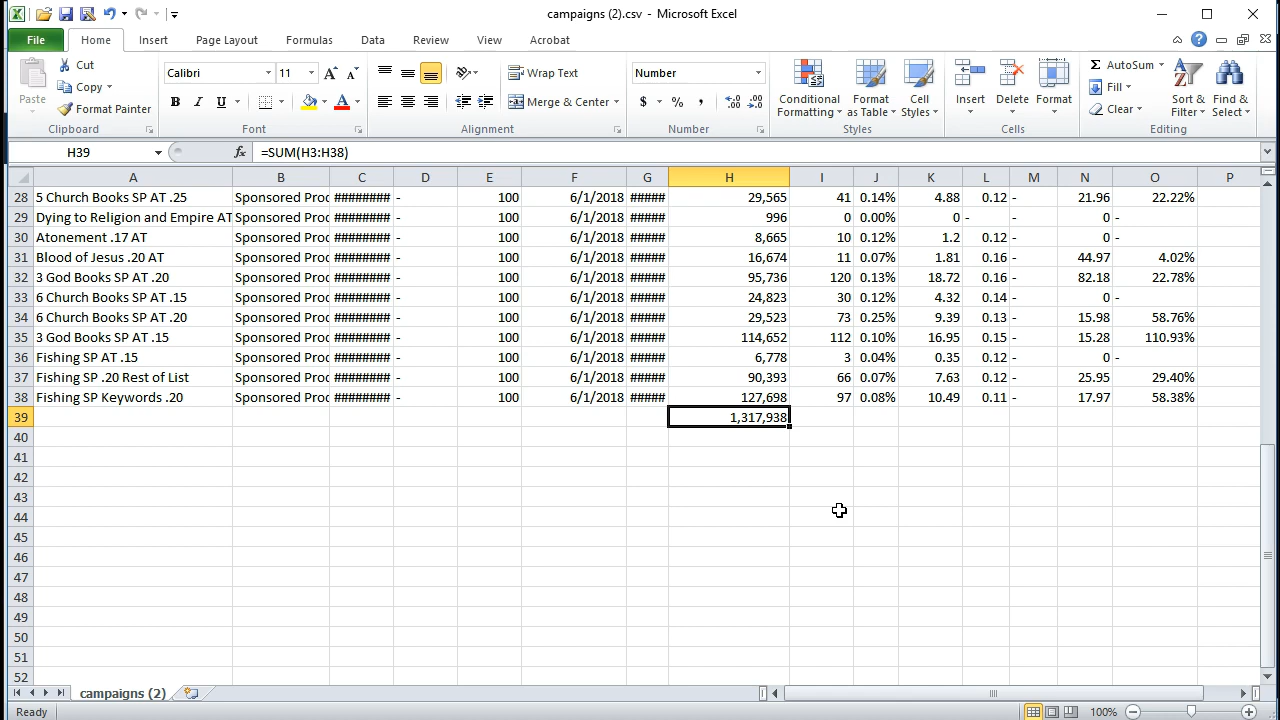 campaigns (2).csv - Microsoft Excel
File Home Insert Page Layout Formulas Data Review View Acrobat
Paste Cut Copy Format Painter Clipboard
Calibri 11 B I U A A A Font
Wrap Text Merge & Center Alignment
Number $ % , .0 .00 .00 .0 Number
Conditional Formatting Format as Table Cell Styles Styles
Insert Delete Format Cells
Σ AutoSum Fill Clear Sort & Filter Find & Select Editing
H39 fx =SUM(H3:H38)
A B C D E F G H I J K L M N O P
28 5 Church Books SP AT .25 Sponsored Proc ######## - 100 6/1/2018 ##### 29,565 41 0.14% 4.88 0.12 - 21.96 22.22%
29 Dying to Religion and Empire AT Sponsored Proc ######## - 100 6/1/2018 ##### 996 0 0.00% 0 - - 0 -
30 Atonement .17 AT Sponsored Proc ######## - 100 6/1/2018 ##### 8,665 10 0.12% 1.2 0.12 - 0 -
31 Blood of Jesus .20 AT Sponsored Proc ######## - 100 6/1/2018 ##### 16,674 11 0.07% 1.81 0.16 - 44.97 4.02%
32 3 God Books SP AT .20 Sponsored Proc ######## - 100 6/1/2018 ##### 95,736 120 0.13% 18.72 0.16 - 82.18 22.78%
33 6 Church Books SP AT .15 Sponsored Proc ######## - 100 6/1/2018 ##### 24,823 30 0.12% 4.32 0.14 - 0 -
34 6 Church Books SP AT .20 Sponsored Proc ######## - 100 6/1/2018 ##### 29,523 73 0.25% 9.39 0.13 - 15.98 58.76%
35 3 God Books SP AT .15 Sponsored Proc ######## - 100 6/1/2018 ##### 114,652 112 0.10% 16.95 0.15 - 15.28 110.93%
36 Fishing SP AT .15 Sponsored Proc ######## - 100 6/1/2018 ##### 6,778 3 0.04% 0.35 0.12 - 0 -
37 Fishing SP .20 Rest of List Sponsored Proc ######## - 100 6/1/2018 ##### 90,393 66 0.07% 7.63 0.12 - 25.95 29.40%
38 Fishing SP Keywords .20 Sponsored Proc ######## - 100 6/1/2018 ##### 127,698 97 0.08% 10.49 0.11 - 17.97 58.38%
39 1,317,938
40
41
42
43
44
45
46
47
48
49
50
51
52
campaigns (2)
Ready 100%